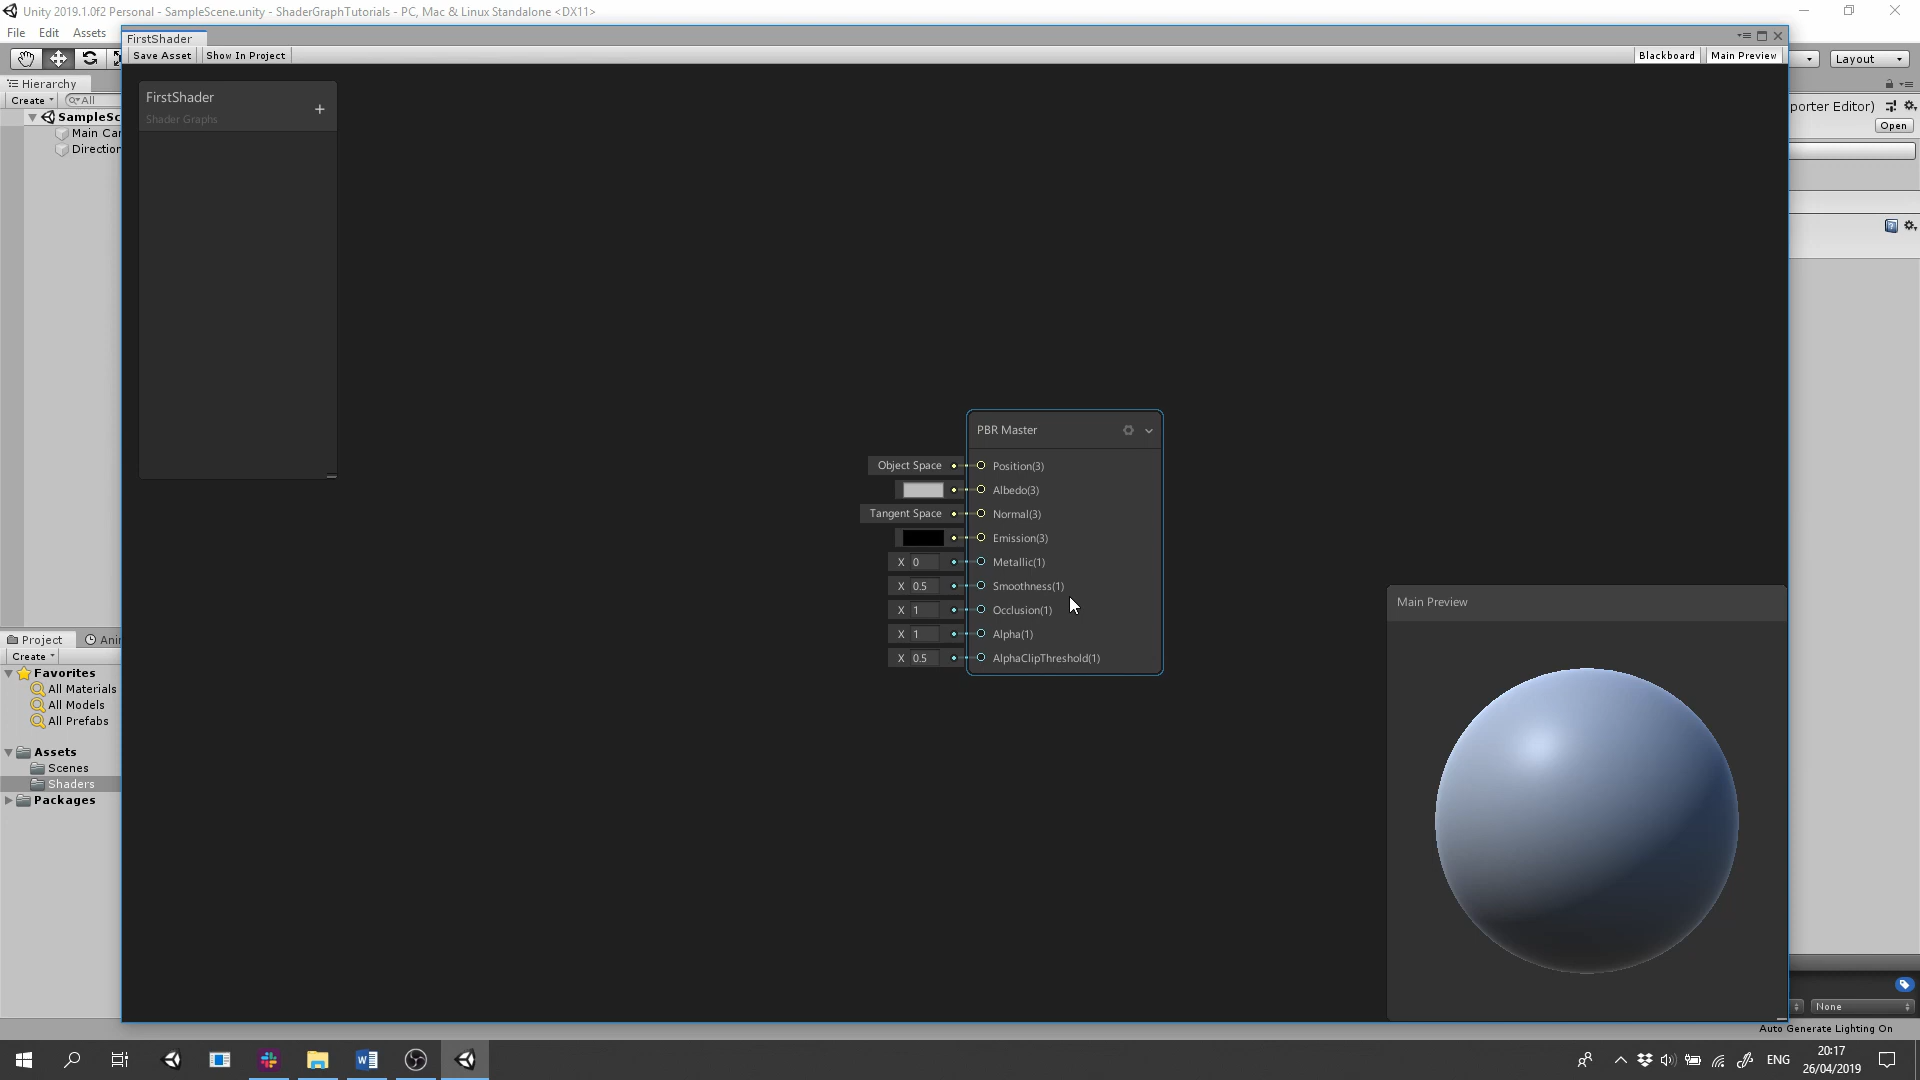 Unity 2019.1.0f2 Personal - SampleScene.unity - ShaderGraphTutorials - PC, Mac & Linux Standalone <DX11>
File Edit Assets
FirstShader
Save Asset Show In Project Blackboard Main Preview
Layout
Hierarchy
Create All
SampleSc
Main Ca
Direction
FirstShader
Shader Graphs
+
porter Editor)
Open
PBR Master
Object Space Position(3)
Albedo(3)
Tangent Space Normal(3)
Emission(3)
X 0 Metallic(1)
X 0.5 Smoothness(1)
X 1 Occlusion(1)
X 1 Alpha(1)
X 0.5 AlphaClipThreshold(1)
Main Preview
Project Ani
Create
Favorites
All Materials
All Models
All Prefabs
Assets
Scenes
Shaders
Packages
None
Auto Generate Lighting On
ENG
20:17
26/04/2019